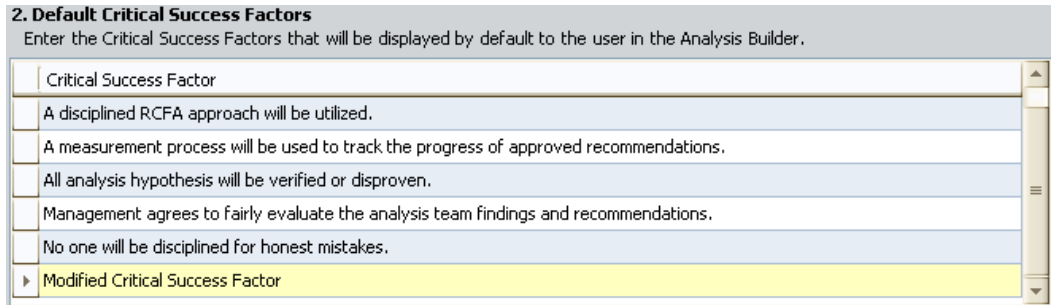 2. Default Critical Success Factors
Enter the Critical Success Factors that will be displayed by default to the user in the Analysis Builder.
Critical Success Factor
A disciplined RCFA approach will be utilized.
A measurement process will be used to track the progress of approved recommendations.
All analysis hypothesis will be verified or disproven.
Management agrees to fairly evaluate the analysis team findings and recommendations.
No one will be disciplined for honest mistakes.
Modified Critical Success Factor